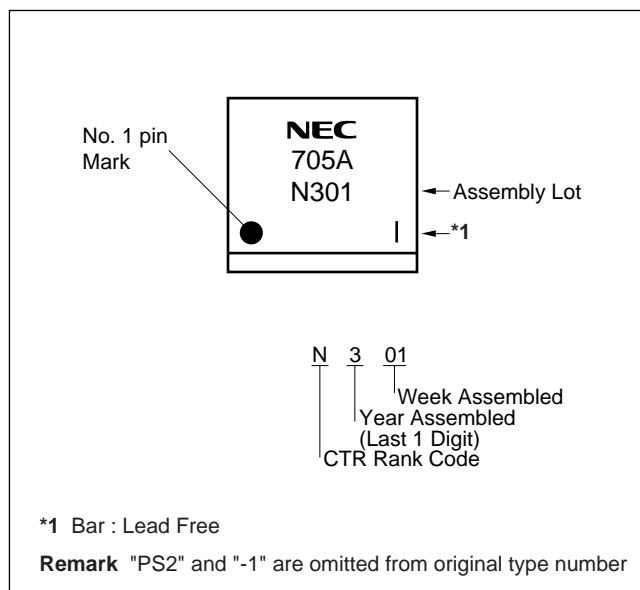 No. 1 pin
Mark
NEC
705A
N301
Assembly Lot
*1
N 3 01
Week Assembled
Year Assembled
(Last 1 Digit)
CTR Rank Code
*1 Bar : Lead Free
Remark "PS2" and "-1" are omitted from original type number